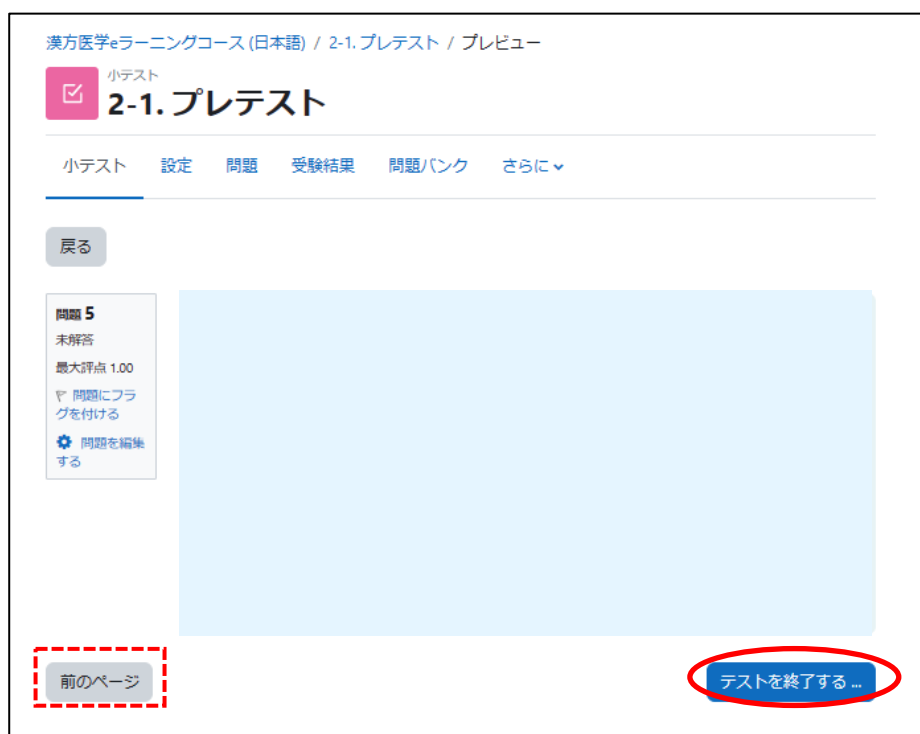 漢方医学eラーニングコース (日本語) / 2-1. プレテスト / プレビュー
小テスト
2-1. プレテスト
小テスト 設定 問題 受験結果 問題バンク さらに
戻る
問題 5
未解答
最大評点 1.00
問題にフラ
グを付ける
問題を編集
する
前のページ
テストを終了する ...